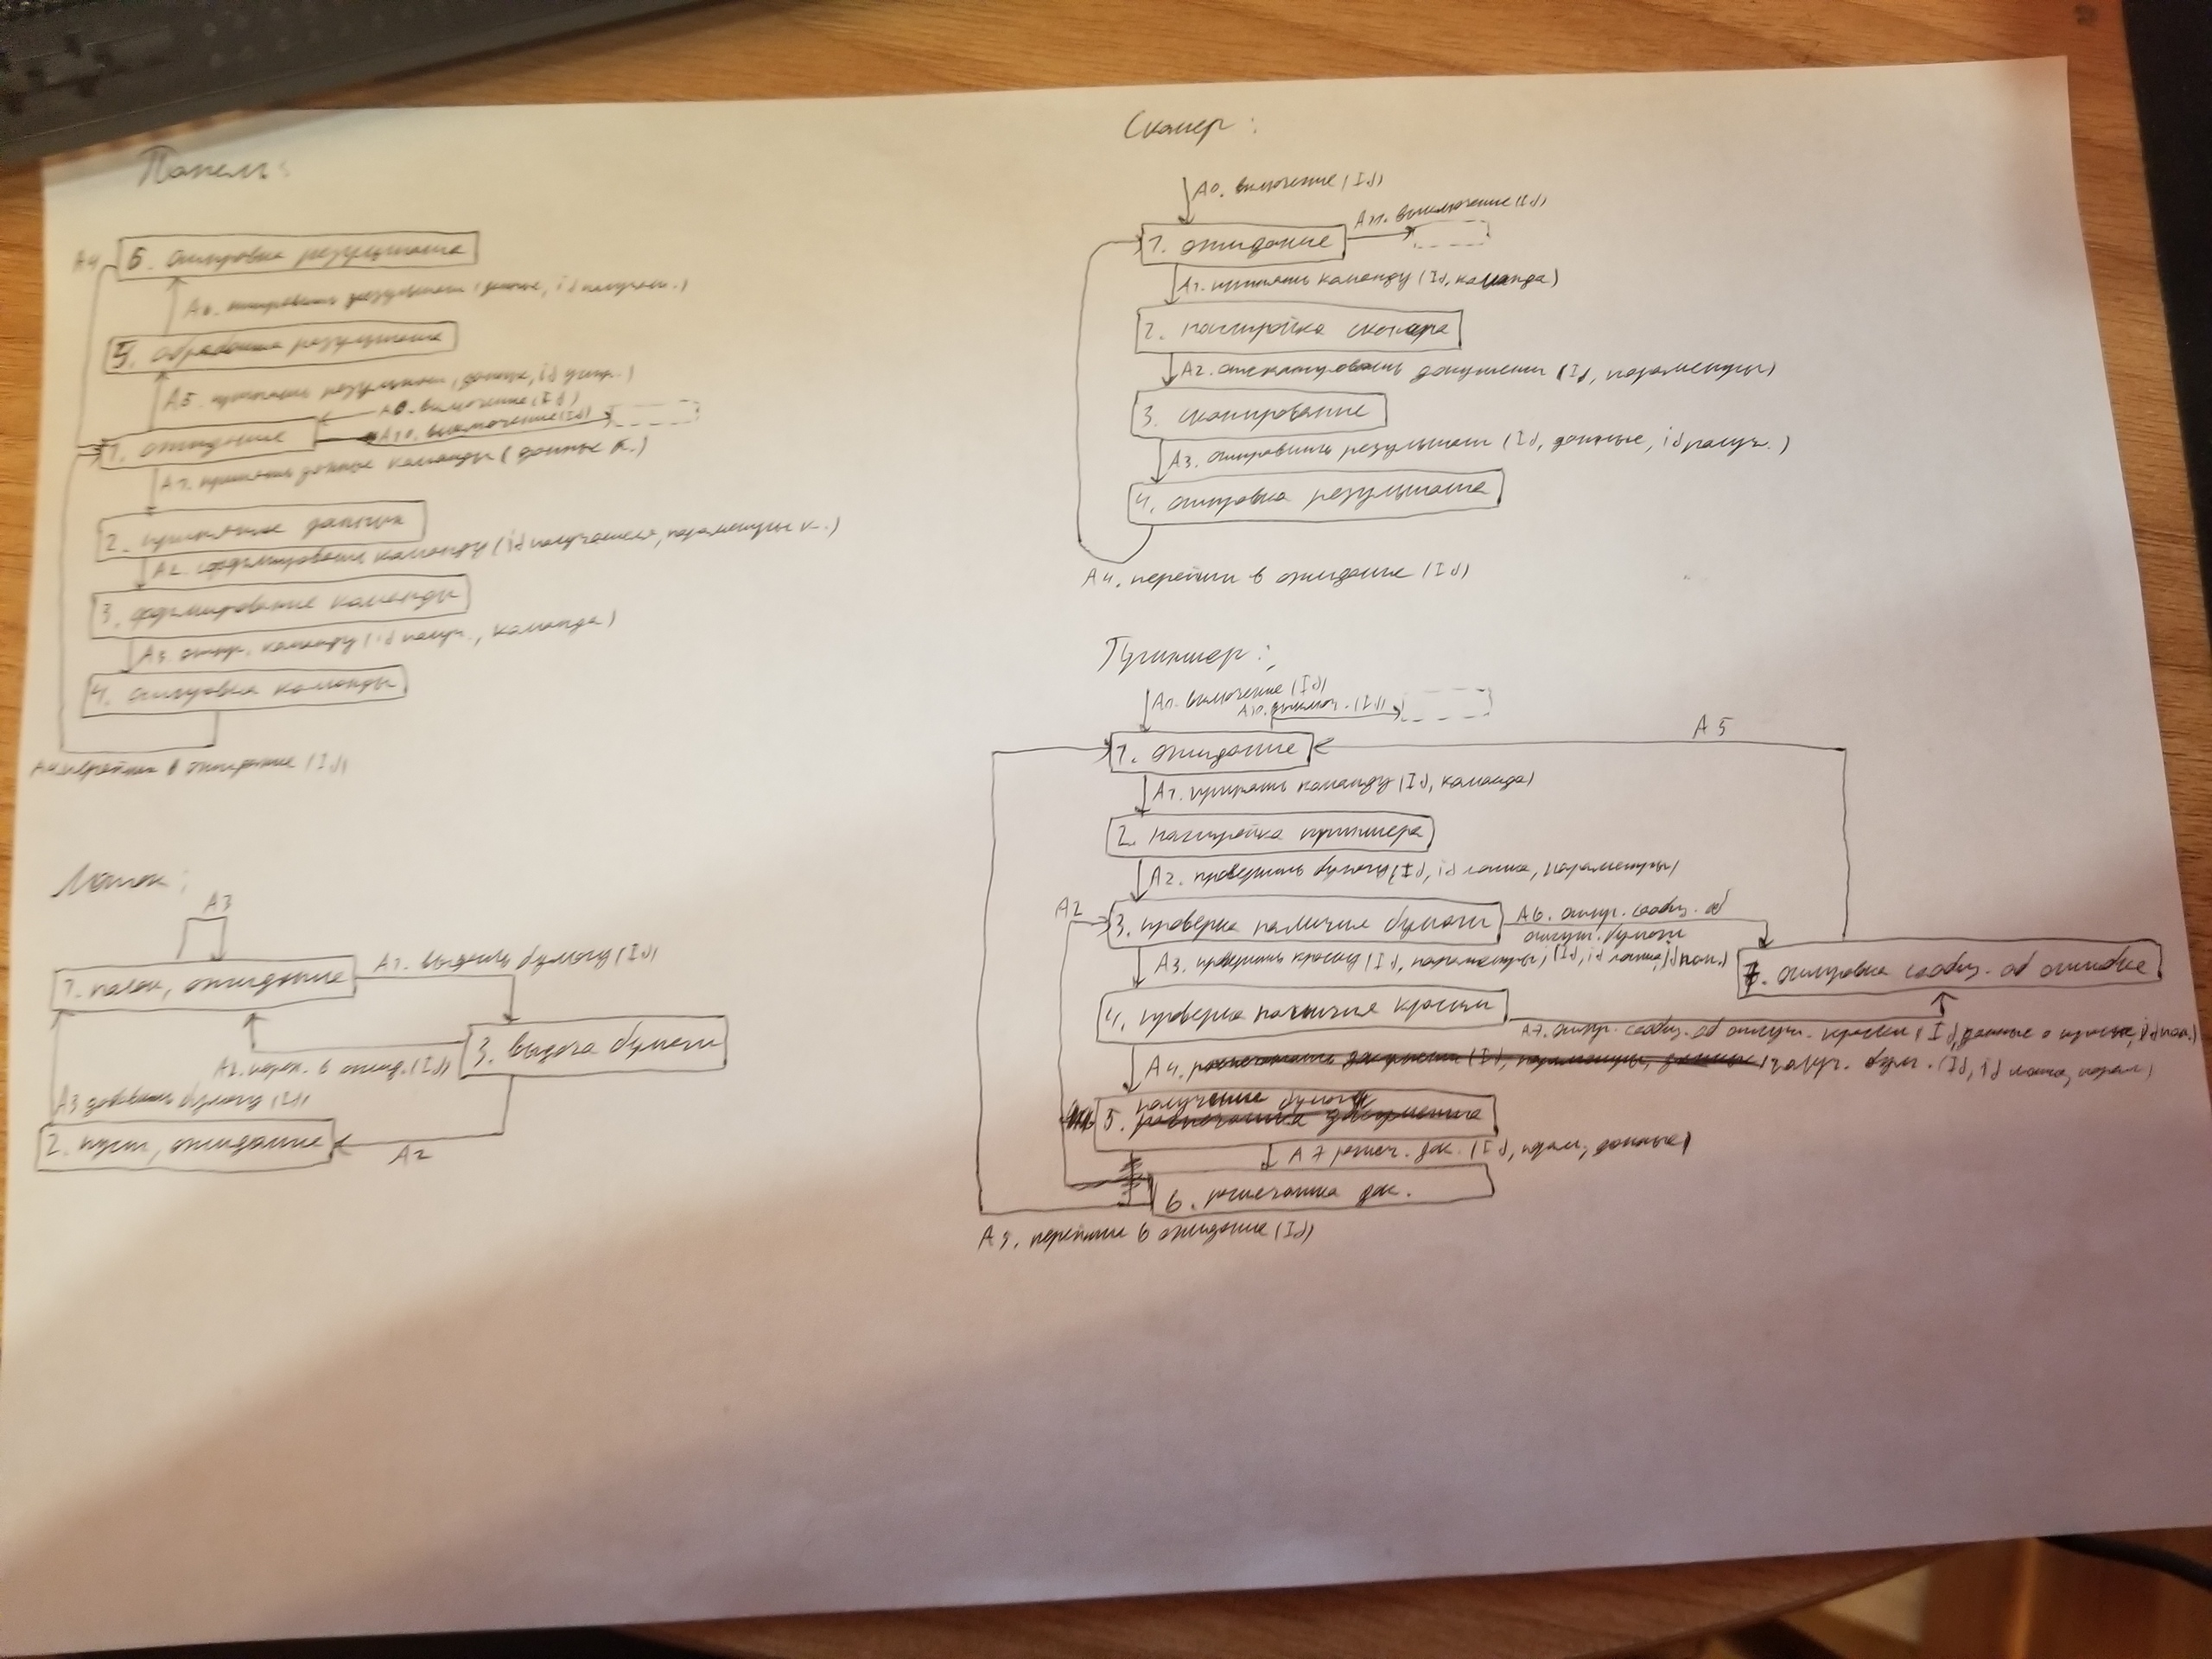 Панель:
6. отправка результата
А4
А6. отправить результат (данные, id получат.)
5. обработка результата
А5. принять результат (данные, id устр.)
А0. включение (Id)
1. ожидание
выключение (Id)
А1. принять данные команды (данные к.)
2. принятие данных
А2. сформировать команду (id получателя, параметры к.)
3. формирование команды
А3. отпр. команду (id получ., команда)
4. отправка команды
А4. перейти в ожидание (Id)
Лоток:
А3
1. полон, ожидание
А1. выдать бумагу (Id)
3. выдача бумаги
А2. перех. в ожид. (Id)
А3 добавить бумагу (Id)
2. пуст, ожидание
А2
Сканер:
А0. включение (Id)
1. ожидание
выключение (Id)
А1. принять команду (Id, команда)
2. настройка сканера
А2. отсканировать документ (Id, параметры)
3. сканирование
А3. отправить результат (Id, данные, id получ.)
4. отправка результата
А4. перейти в ожидание (Id)
Принтер:
включение (Id)
выключ. (Id)
1. ожидание
А5
А1. принять команду (Id, команда)
2. настройка принтера
А2. проверить бумагу (Id, id лотка, параметры)
А2
3. проверка наличия бумаги
А6. отпр. сообщ. об
отсут. бумаги
А3. проверить краску (Id, параметры)
(Id, id лотка, id пол.)
7. отправка сообщ. об ошибке
4. проверка наличия краски
А7. отпр. сообщ. об отсут. краски (Id, данные о краске, id пол.)
А4. распечатать документ (Id, параметры, данные) получ. бум. (Id, id лотка, парам)
получение бумаги
5. распечатка документа
А7 распеч. док. (Id, парам, данные)
6. распечатка док.
А5. перейти в ожидание (Id)